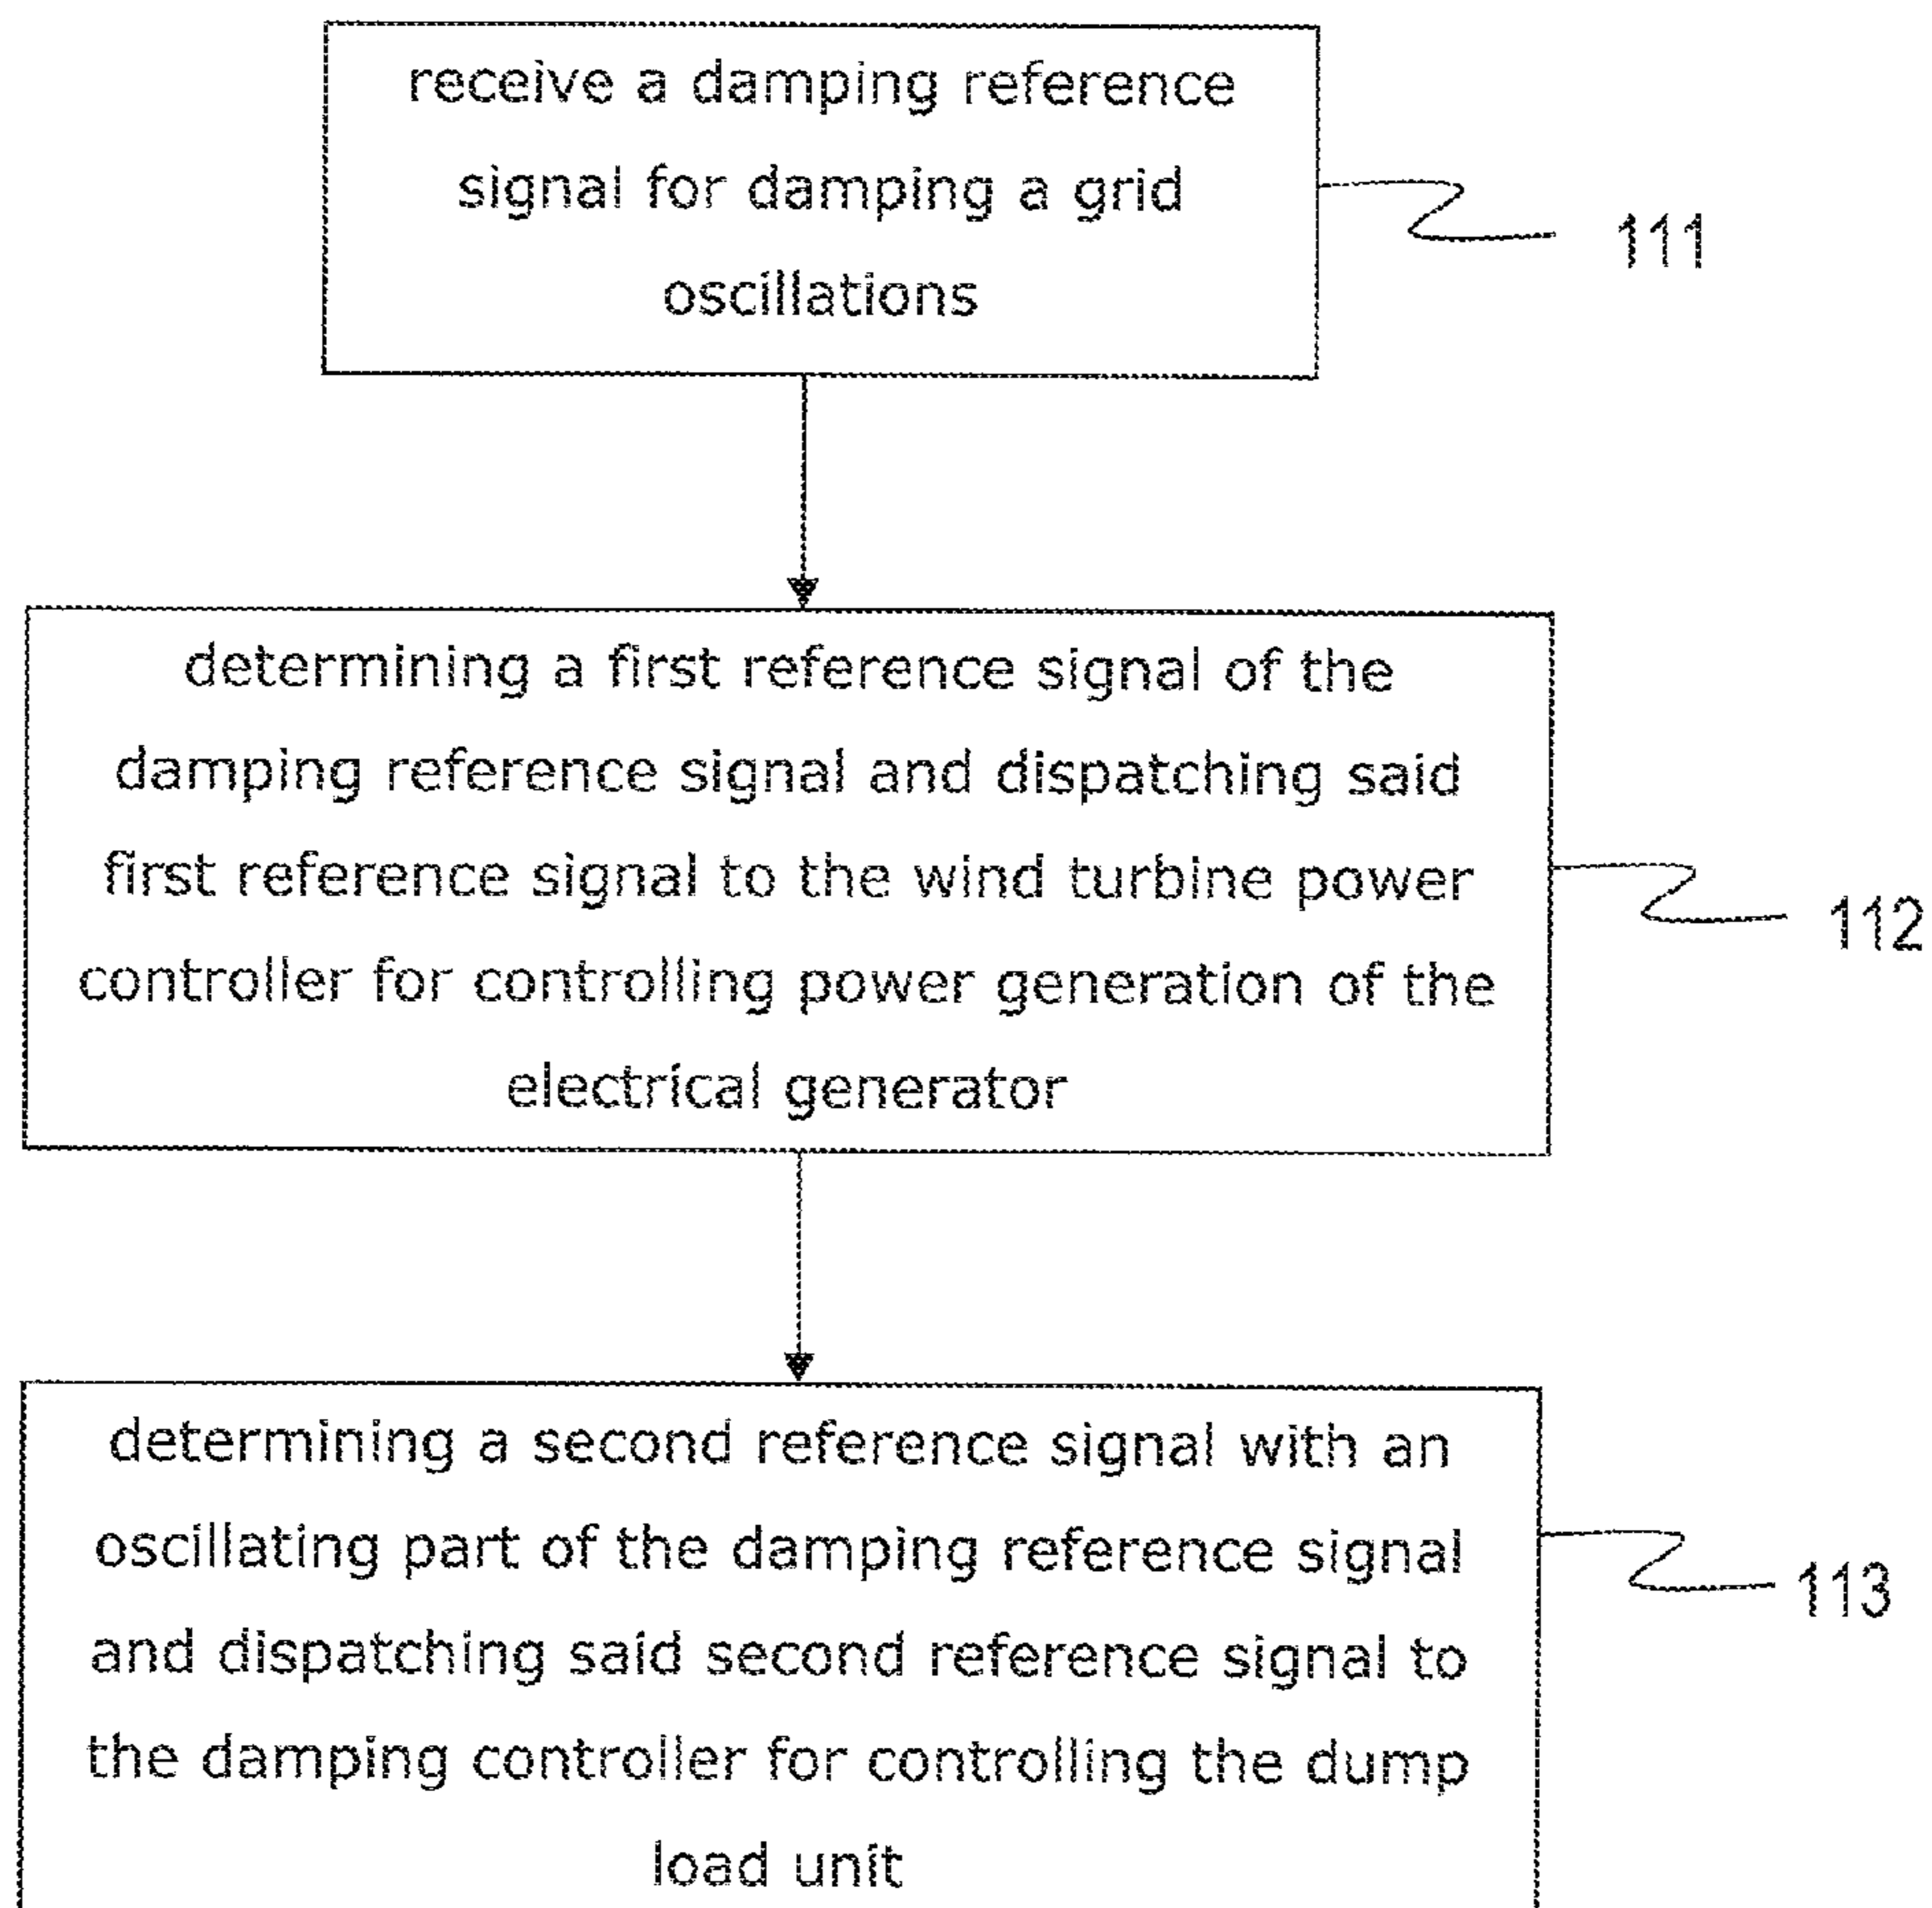 receive a damping reference
signal for damping a grid
oscillations
111
determining a first reference signal of the
damping reference signal and dispatching said
first reference signal to the wind turbine power
controller for controlling power generation of the
electrical generator
112
determining a second reference signal with an
oscillating part of the damping reference signal
and dispatching said second reference signal to
the damping controller for controlling the dump
load unit
113